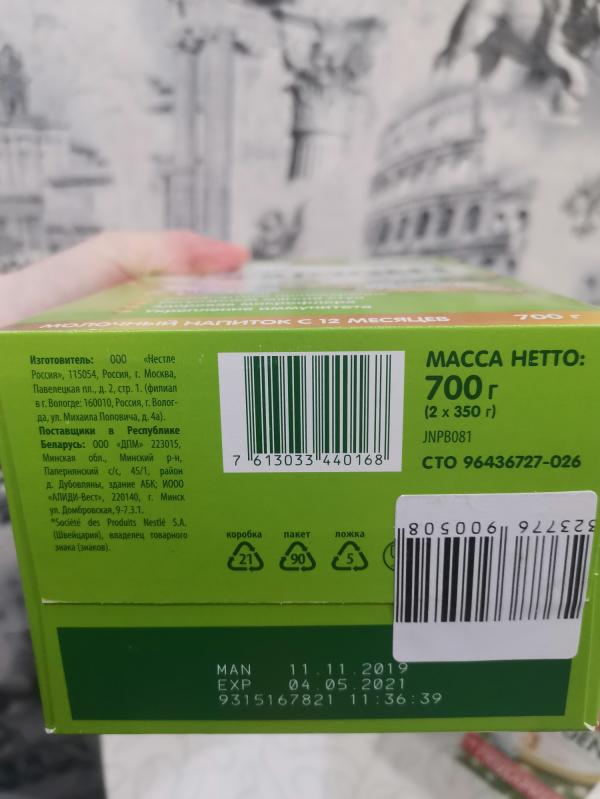 МОЛОЧНЫЙ НАПИТОК С 12 МЕСЯЦЕВ 700 г
Изготовитель: ООО «Нестле
Россия», 115054, Россия, г. Москва,
Павелецкая пл., д. 2, стр. 1. (филиал
в г. Вологде: 160010, Россия, г. Волог-
да, ул. Михаила Поповича, д. 4а).
Поставщики в Республике
Беларусь: ООО «ДПМ» 223015,
Минская обл., Минский р-н,
Папернянский с/с, 45/1, район
д. Дубовляны, здание АБК; ИООО
«АЛИДИ-Вест», 220140, г. Минск
ул. Домбровская, 9-7.3.1.
*Société des Produits Nestlé S.A.
(Швейцария), владелец товарного
знака (знаков).
7 613033 440168
МАССА НЕТТО:
700 г
(2 x 350 г)
JNPB081
СТО 96436727-026
коробка пакет ложка
21 90 5
323776 900508
MAN 11.11.2019
EXP 04.05.2021
9315167821 11:36:39